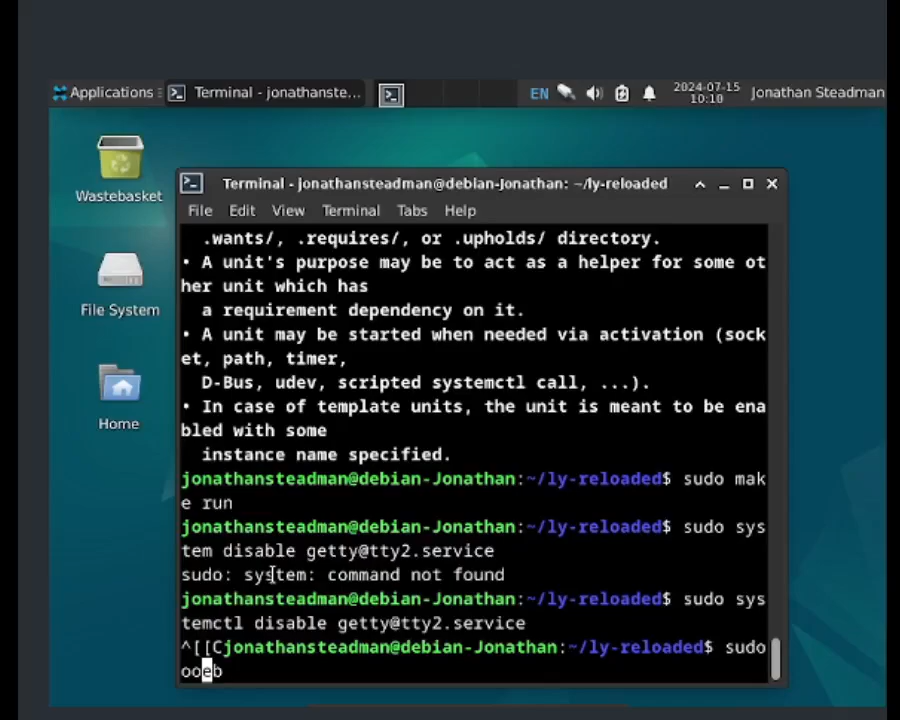 Applications Terminal - jonathanste... EN 2024-07-15 Jonathan Steadman
10:10
Wastebasket
File System
Home
Terminal - jonathansteadman@debian-Jonathan: ~/ly-reloaded
File Edit View Terminal Tabs Help
.wants/, .requires/, or .upholds/ directory.
• A unit's purpose may be to act as a helper for some ot
her unit which has
a requirement dependency on it.
• A unit may be started when needed via activation (sock
et, path, timer,
D-Bus, udev, scripted systemctl call, ...).
• In case of template units, the unit is meant to be ena
bled with some
instance name specified.
jonathansteadman@debian-Jonathan:~/ly-reloaded$ sudo mak
e run
jonathansteadman@debian-Jonathan:~/ly-reloaded$ sudo sys
tem disable getty@tty2.service
sudo: system: command not found
jonathansteadman@debian-Jonathan:~/ly-reloaded$ sudo sys
temctl disable getty@tty2.service
^[[Cjonathansteadman@debian-Jonathan:~/ly-reloaded$ sudo
ooeb